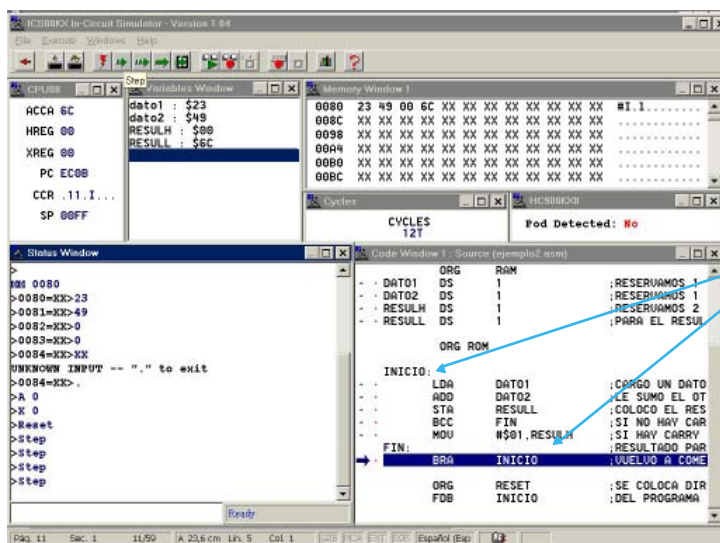 ICS08KX In-Circuit Simulator - Version 1.04
File Execute Windows Help
Step
CPU08
ACCA 6C
HREG 00
XREG 00
PC EC0B
CCR .11.I...
SP 00FF
Variables Window
dato1 : $23
dato2 : $49
RESULH : $00
RESULL : $6C
Memory Window 1
0080 23 49 00 6C XX XX XX XX XX XX XX XX #I.l........
008C XX XX XX XX XX XX XX XX XX XX XX XX ............
0098 XX XX XX XX XX XX XX XX XX XX XX XX ............
00A4 XX XX XX XX XX XX XX XX XX XX XX XX ............
00B0 XX XX XX XX XX XX XX XX XX XX XX XX ............
00BC XX XX XX XX XX XX XX XX XX XX XX XX ............
Cycles
CYCLES
12T
Pod Detected: No
Status Window
>
MM 0080
>0080=XX>23
>0081=XX>49
>0082=XX>0
>0083=XX>0
>0084=XX>XX
UNKNOWN INPUT -- "." to exit
>0084=XX>.
>A 0
>X 0
>Reset
>Step
>Step
>Step
>Step
Ready
Code Window 1 : Source (ejemplo2.asm)
ORG RAM
DATO1 DS 1 ;RESERVAMOS 1
DATO2 DS 1 ;RESERVAMOS 1
RESULH DS 1 ;RESERVAMOS 2
RESULL DS 1 ;PARA EL RESUL
ORG ROM
INICIO:
LDA DATO1 ;CARGO UN DATO
ADD DATO2 ;LE SUMO EL OT
STA RESULL ;COLOCO EL RES
BCC FIN ;SI NO HAY CAR
MOV #$01,RESULH ;SI HAY CARRY
FIN: ;RESULTADO PAR
BRA INICIO ;VUELVO A COME
ORG RESET ;SE COLOCA DIR
FDB INICIO ;DEL PROGRAMA
Pág. 11 Sec. 1 11/59 A 23,6 cm Lín. 5 Col. 1 GRB MCA EXT SOB Español (Esp